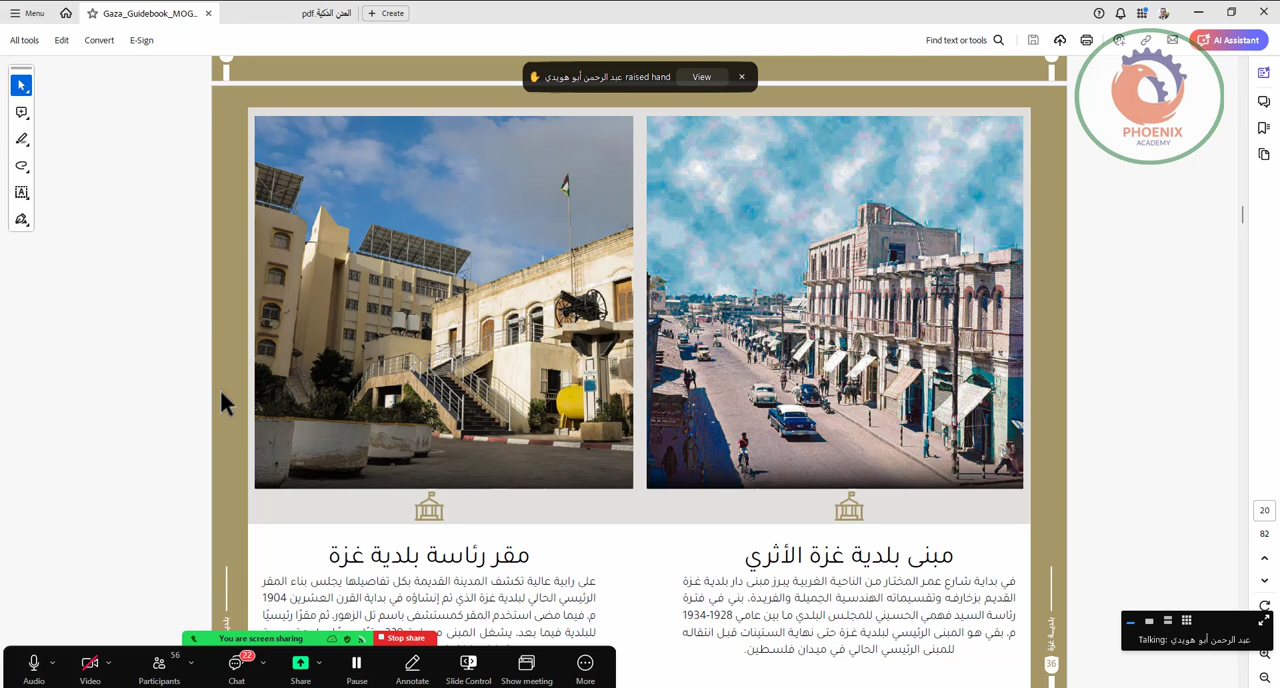 Menu
Gaza_Guidebook_MOG...
المدن الذكية.pdf
Create
All tools
Edit
Convert
E-Sign
Find text or tools
AI Assistant
عبد الرحمن أبو هويدي raised hand
View
PHOENIX
ACADEMY
مبنى بلدية غزة الأثري
في بداية شارع عمر المختار من الناحية الغربية يبرز مبنى دار بلدية غزة
القديم بزخارفه وتقسيماته الهندسية الجميلة والفريدة، بني في فترة
رئاسة السيد فهمي الحسيني للمجلس البلدي ما بين عامي 1928-1934
م، بقي هو المبنى الرئيسي لبلدية غزة حتى نهاية الستينات قبل انتقاله
للمبنى الرئيسي الحالي في ميدان فلسطين.
مقر رئاسة بلدية غزة
على رابية عالية تكشف المدينة القديمة بكل تفاصيلها يجلس بناء المقر
الرئيسي الحالي لبلدية غزة الذي تم إنشاؤه في بداية القرن العشرين 1904
م، فيما مضى استخدم المقر كمستشفى باسم تل الزهور، ثم مقرًا رئيسيًا
للبلدية فيما بعد، يشغل المبنى
بلدية غزة
36
20
82
You are screen sharing
Stop share
Talking: عبد الرحمن أبو هويدي
56
22
Audio
Video
Participants
Chat
Share
Pause
Annotate
Slide Control
Show meeting
More